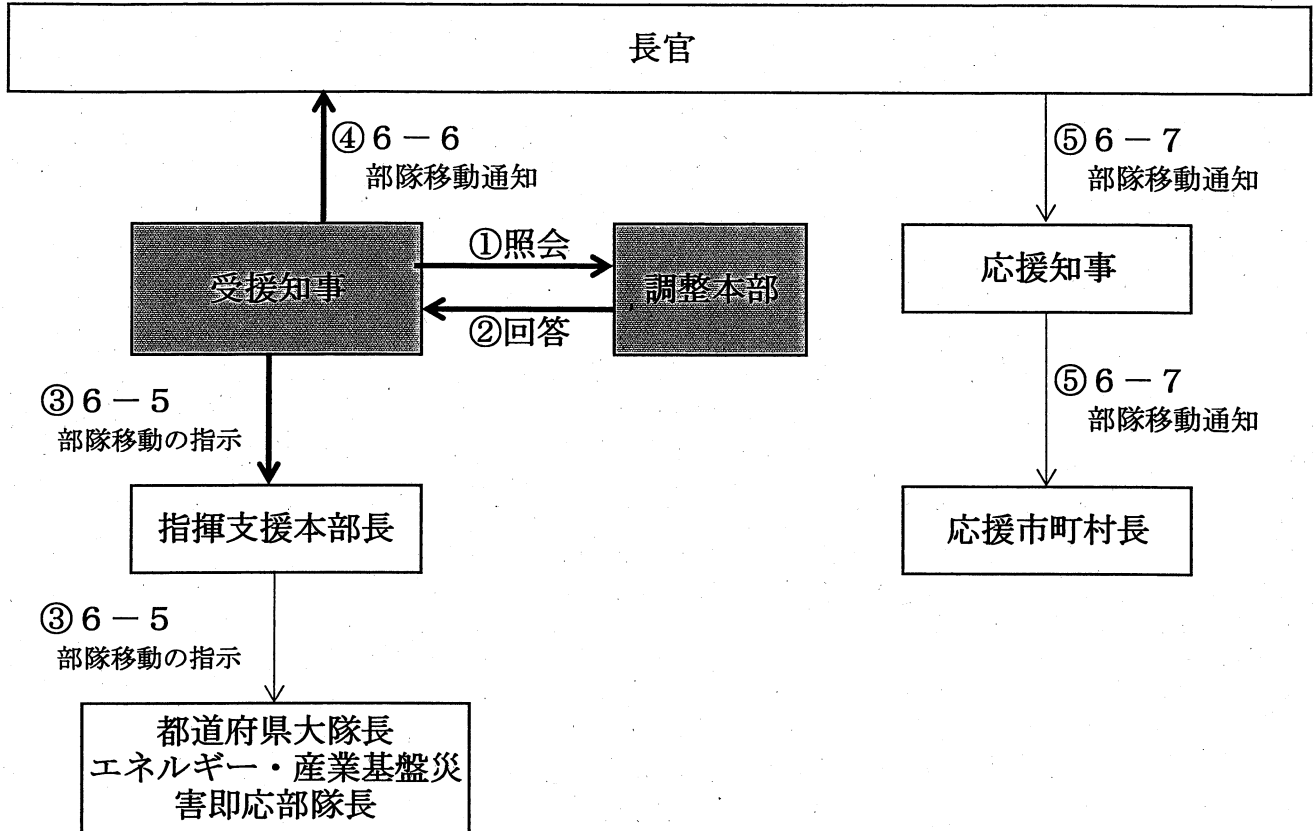 長官
④6－6
部隊移動通知
⑤6－7
部隊移動通知
受援知事
①照会
②回答
調整本部
応援知事
③6－5
部隊移動の指示
⑤6－7
部隊移動通知
指揮支援本部長
応援市町村長
③6－5
部隊移動の指示
都道府県大隊長
エネルギー・産業基盤災
害即応部隊長